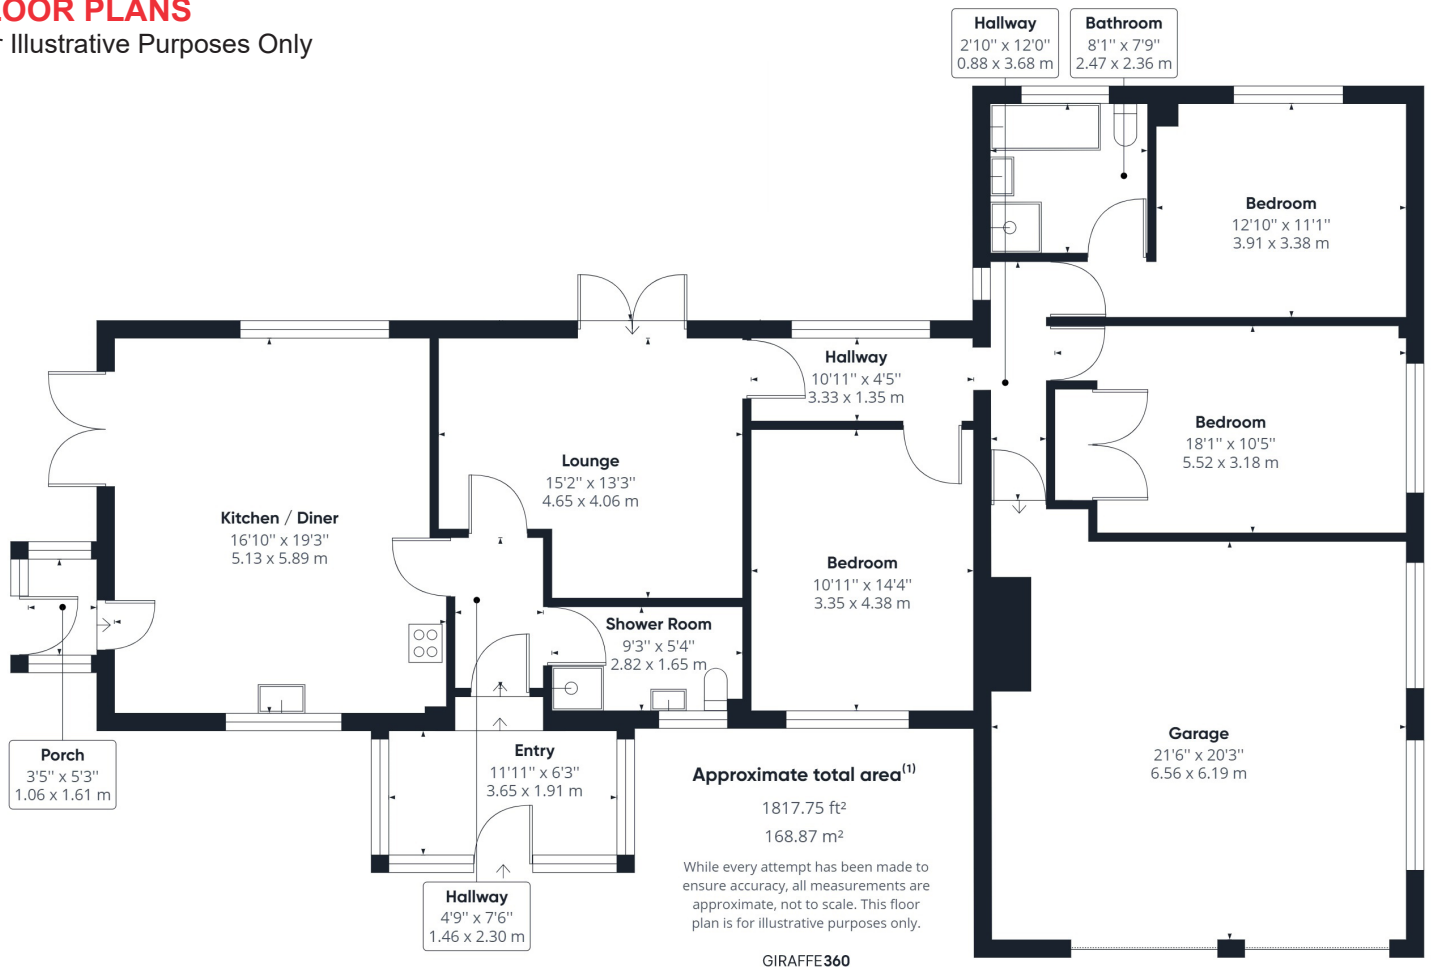 LOOR PLANS
r Illustrative Purposes Only
Hallway
2'10" x 12'0"
0.88 x 3.68 m
Bathroom
8'1" x 7'9"
2.47 x 2.36 m
Bedroom
12'10" x 11'1"
3.91 x 3.38 m
Hallway
10'11" x 4'5"
3.33 x 1.35 m
Bedroom
18'1" x 10'5"
5.52 x 3.18 m
Lounge
15'2" x 13'3"
4.65 x 4.06 m
Kitchen / Diner
16'10" x 19'3"
5.13 x 5.89 m
Bedroom
10'11" x 14'4"
3.35 x 4.38 m
Shower Room
9'3" x 5'4"
2.82 x 1.65 m
Garage
21'6" x 20'3"
6.56 x 6.19 m
Porch
3'5" x 5'3"
1.06 x 1.61 m
Entry
11'11" x 6'3"
3.65 x 1.91 m
Hallway
4'9" x 7'6"
1.46 x 2.30 m
Approximate total area(1)
1817.75 ft²
168.87 m²
While every attempt has been made to
ensure accuracy, all measurements are
approximate, not to scale. This floor
plan is for illustrative purposes only.
GIRAFFE360